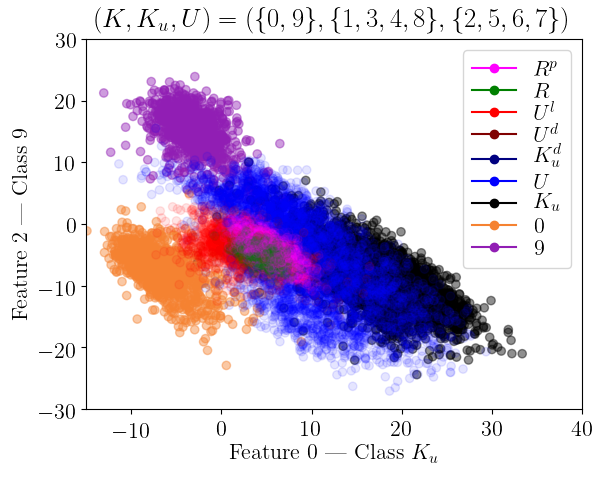 (K, K_u, U) = ({0, 9}, {1, 3, 4, 8}, {2, 5, 6, 7})
30
20
10
0
−10
−20
−30
Feature 2 — Class 9
R^p
R
U^l
U^d
K_u^d
U
K_u
0
9
−10
0
10
20
30
40
Feature 0 — Class K_u